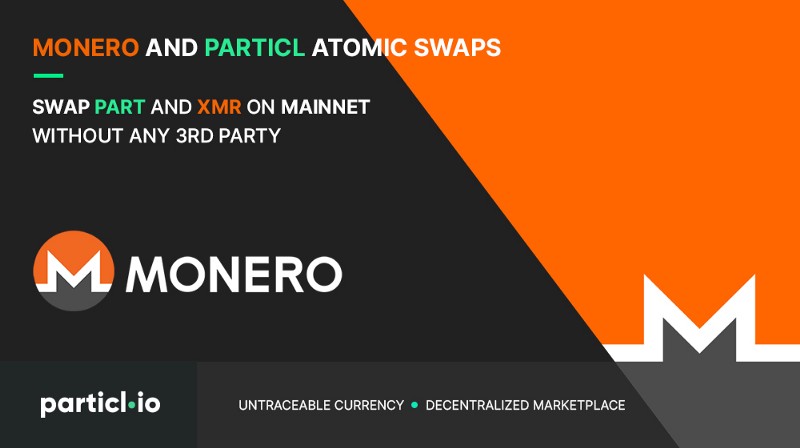 MONERO AND PARTICL ATOMIC SWAPS
SWAP PART AND XMR ON MAINNET
WITHOUT ANY 3RD PARTY
MONERO
particl.io
UNTRACEABLE CURRENCY • DECENTRALIZED MARKETPLACE